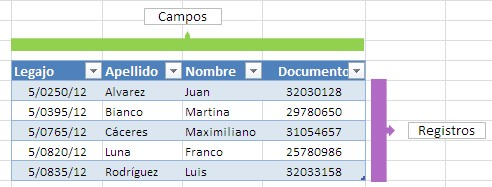 Campos
Legajo Apellido Nombre Documento
5/0250/12 Alvarez Juan 32030128
5/0395/12 Bianco Martina 29780650
5/0765/12 Cáceres Maximiliano 31054657
5/0820/12 Luna Franco 25780986
5/0835/12 Rodríguez Luis 32033158
Registros